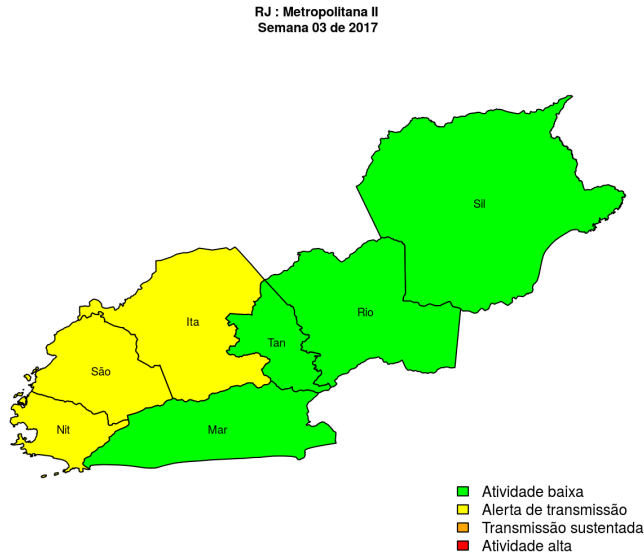 RJ : Metropolitana II
Semana 03 de 2017
Sil
Ita
Rio
Tan
São
Nit
Mar
Atividade baixa
Alerta de transmissão
Transmissão sustentada
Atividade alta